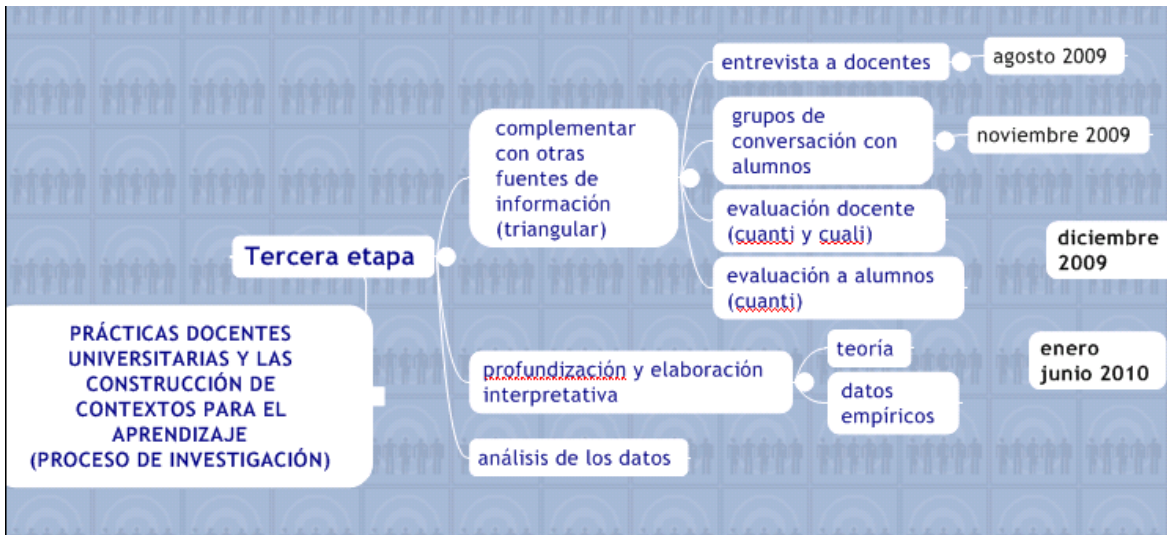 entrevista a docentes
agosto 2009
grupos de
conversación con
alumnos
noviembre 2009
complementar
con otras
fuentes de
información
(triangular)
evaluación docente
(cuanti y cuali)
evaluación a alumnos
(cuanti)
diciembre
2009
Tercera etapa
PRÁCTICAS DOCENTES
UNIVERSITARIAS Y LAS
CONSTRUCCIÓN DE
CONTEXTOS PARA EL
APRENDIZAJE
(PROCESO DE INVESTIGACIÓN)
profundización y elaboración
interpretativa
teoría
datos
empíricos
enero
junio 2010
análisis de los datos